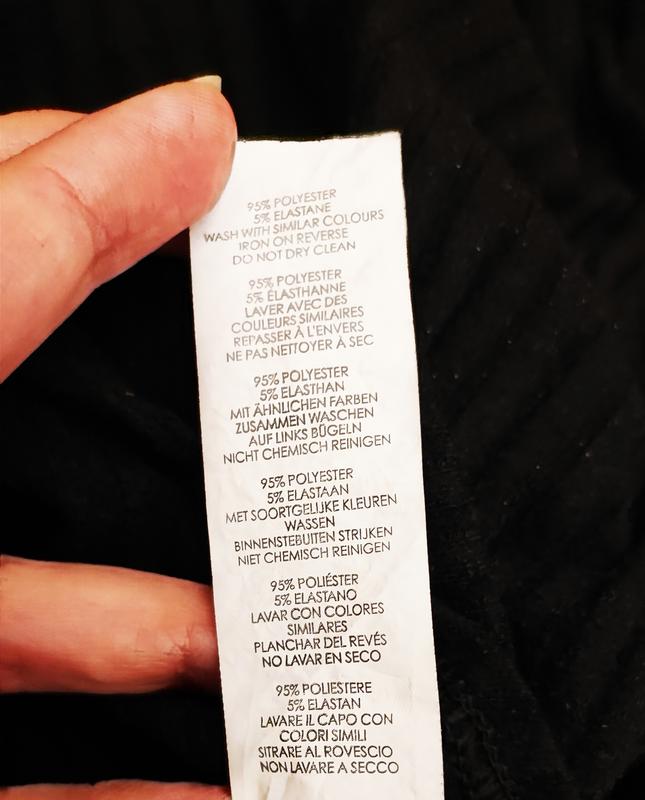 95% POLYESTER
5% ELASTANE
WASH WITH SIMILAR COLOURS
IRON ON REVERSE
DO NOT DRY CLEAN
95% POLYESTER
5% ÉLASTHANNE
LAVER AVEC DES
COULEURS SIMILAIRES
REPASSER À L'ENVERS
NE PAS NETTOYER À SEC
95% POLYESTER
5% ELASTHAN
MIT ÄHNLICHEN FARBEN
ZUSAMMEN WASCHEN
AUF LINKS BÜGELN
NICHT CHEMISCH REINIGEN
95% POLYESTER
5% ELASTAAN
MET SOORTGELIJKE KLEUREN
WASSEN
BINNENSTEBUITEN STRIJKEN
NIET CHEMISCH REINIGEN
95% POLIÉSTER
5% ELASTANO
LAVAR CON COLORES
SIMILARES
PLANCHAR DEL REVÉS
NO LAVAR EN SECO
95% POLIESTERE
5% ELASTAN
LAVARE IL CAPO CON
COLORI SIMILI
SITRARE AL ROVESCIO
NON LAVARE A SECCO